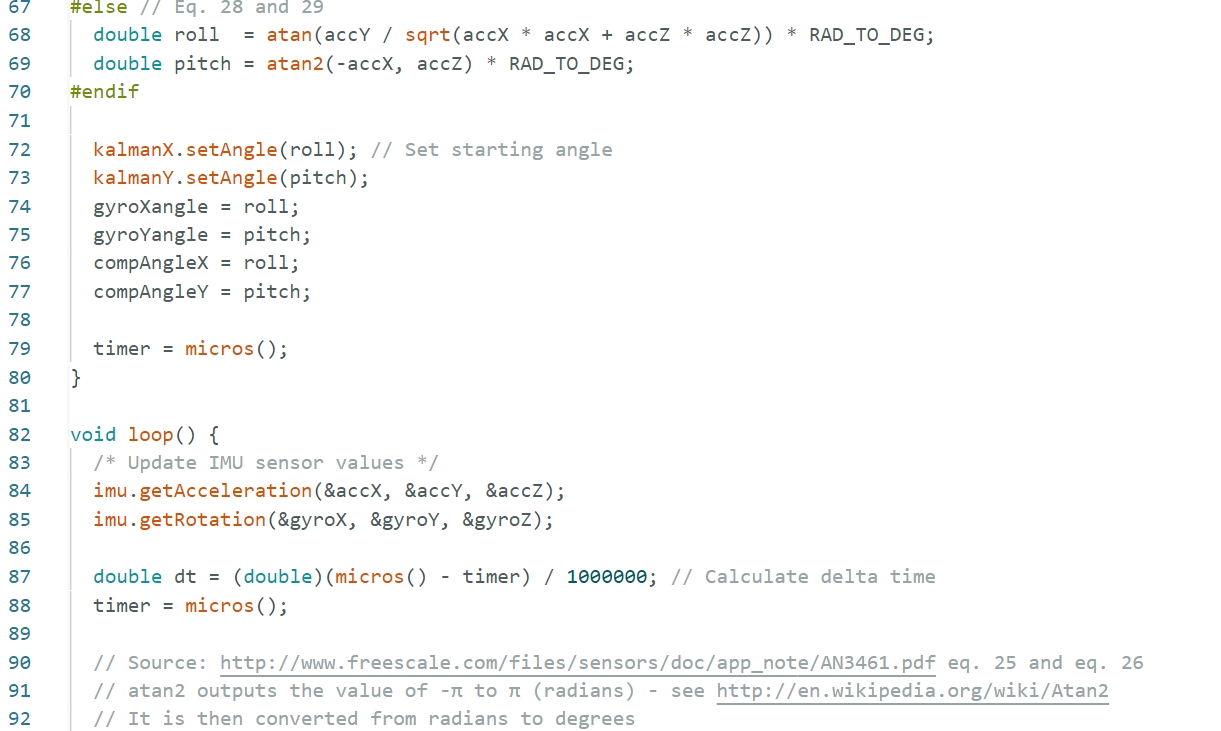 67 #else // Eq. 28 and 29
68   double roll  = atan(accY / sqrt(accX * accX + accZ * accZ)) * RAD_TO_DEG;
69   double pitch = atan2(-accX, accZ) * RAD_TO_DEG;
70 #endif
71
72   kalmanX.setAngle(roll); // Set starting angle
73   kalmanY.setAngle(pitch);
74   gyroXangle = roll;
75   gyroYangle = pitch;
76   compAngleX = roll;
77   compAngleY = pitch;
78
79   timer = micros();
80 }
81
82 void loop() {
83   /* Update IMU sensor values */
84   imu.getAcceleration(&accX, &accY, &accZ);
85   imu.getRotation(&gyroX, &gyroY, &gyroZ);
86
87   double dt = (double)(micros() - timer) / 1000000; // Calculate delta time
88   timer = micros();
89
90   // Source: http://www.freescale.com/files/sensors/doc/app_note/AN3461.pdf eq. 25 and eq. 26
91   // atan2 outputs the value of -π to π (radians) - see http://en.wikipedia.org/wiki/Atan2
92   // It is then converted from radians to degrees